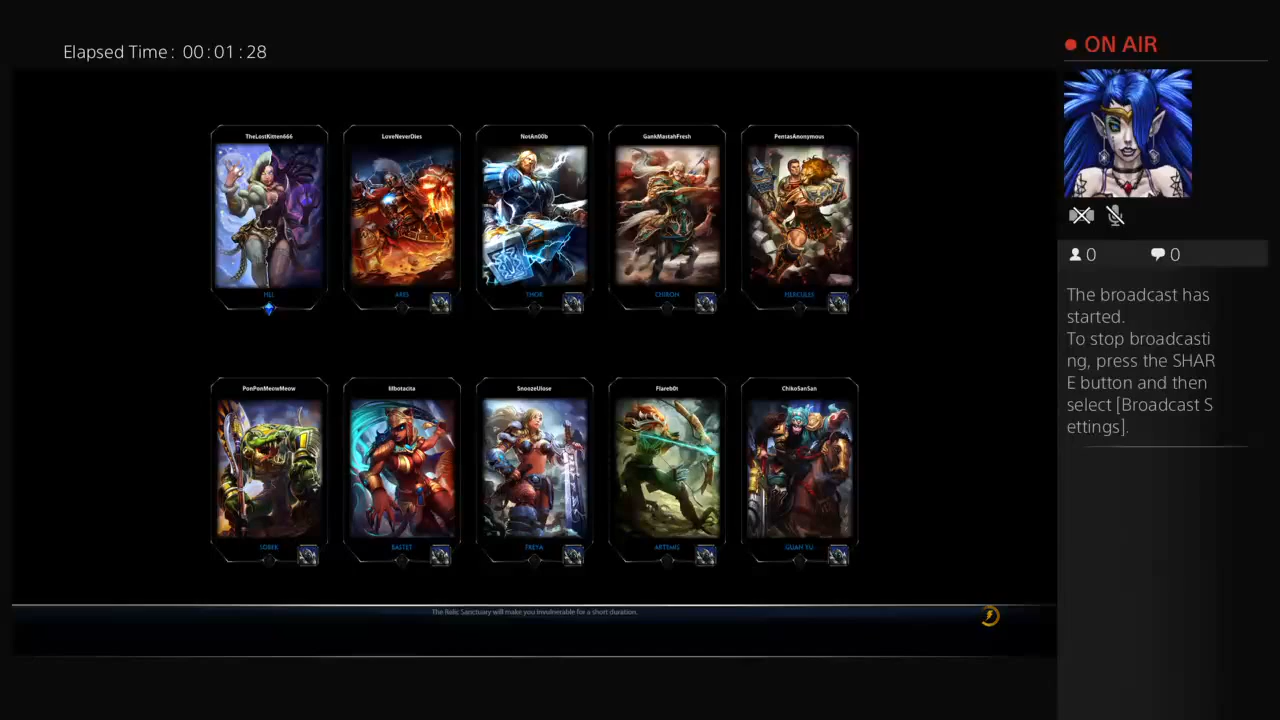 Elapsed Time: 00:01:28
ON AIR
TheLostKitten666
LoveNeverDies
NotAn00b
GankMastahFresh
PentasAnonymous
HEL
ARES
THOR
CHIRON
HERCULES
0
0
The broadcast has
started.
To stop broadcasti
ng, press the SHAR
E button and then
select [Broadcast S
ettings].
PonPonMeowMeow
lilbotacita
SnoozeUlose
Flareb0t
ChikoSanSan
SOBEK
BASTET
FREYA
ARTEMIS
GUAN YU
The Relic Sanctuary will make you invulnerable for a short duration.